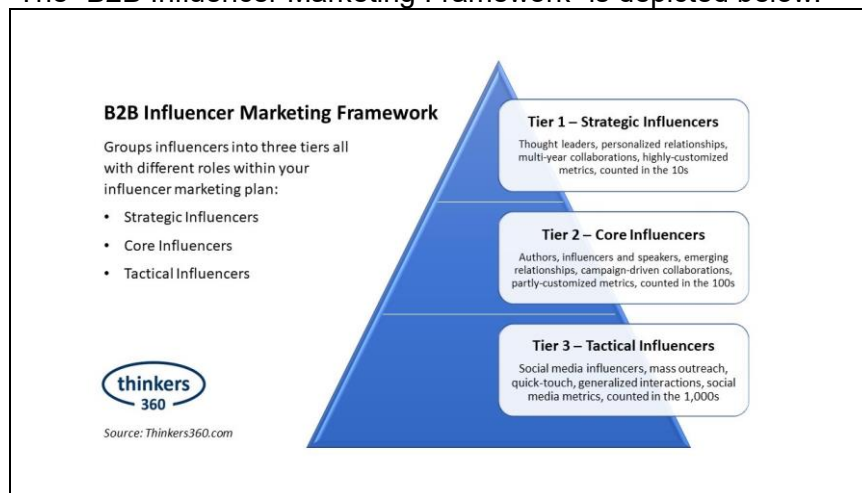 The "B2B Influencer Marketing Framework" is depicted below:
B2B Influencer Marketing Framework
Groups influencers into three tiers all
with different roles within your
influencer marketing plan:
• Strategic Influencers
• Core Influencers
• Tactical Influencers
thinkers
360
Source: Thinkers360.com
Tier 1 – Strategic Influencers
Thought leaders, personalized relationships,
multi-year collaborations, highly-customized
metrics, counted in the 10s
Tier 2 – Core Influencers
Authors, influencers and speakers, emerging
relationships, campaign-driven collaborations,
partly-customized metrics, counted in the 100s
Tier 3 – Tactical Influencers
Social media influencers, mass outreach,
quick-touch, generalized interactions, social
media metrics, counted in the 1,000s